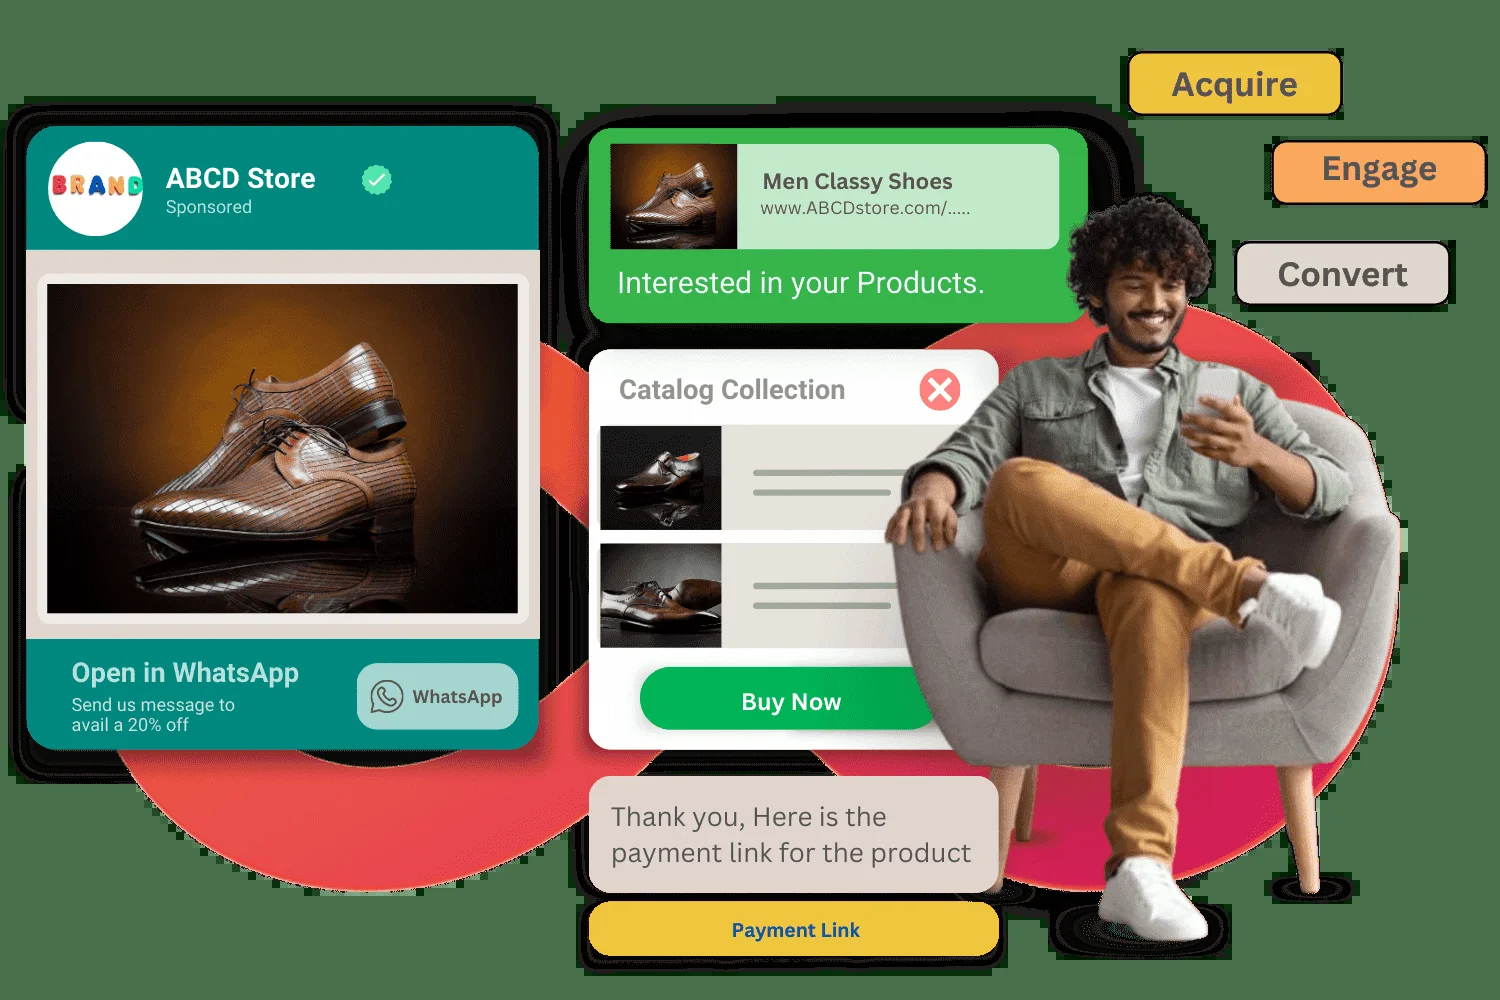 BRAND
ABCD Store
Sponsored
Open in WhatsApp
Send us message to
avail a 20% off
WhatsApp
Men Classy Shoes
www.ABCDstore.com/.....
Interested in your Products.
Catalog Collection
Buy Now
Thank you, Here is the
payment link for the product
Payment Link
Acquire
Engage
Convert